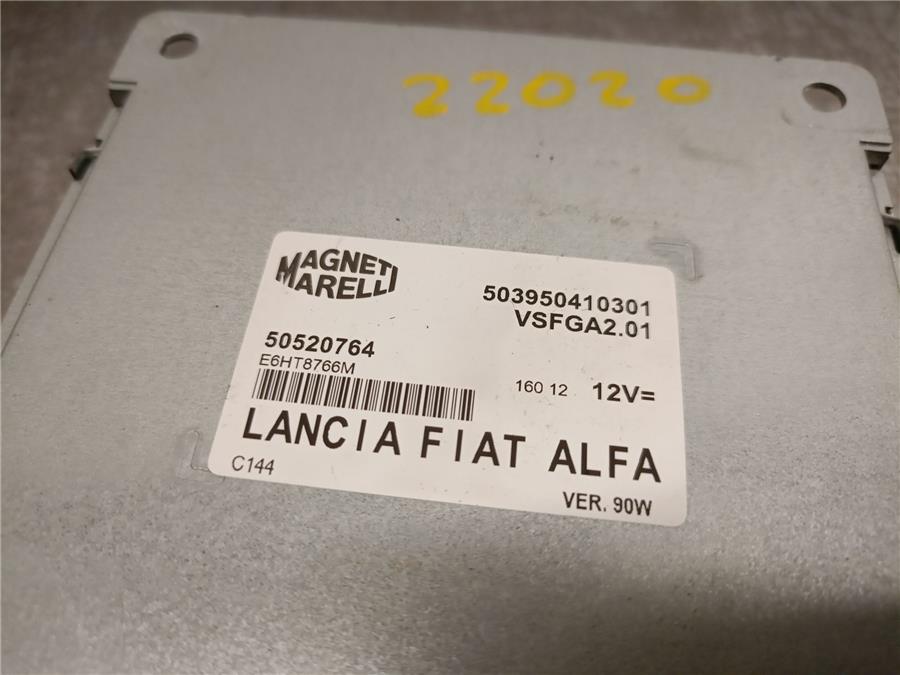 22020
MAGNETI
MARELLI
503950410301
VSFGA2.01
50520764
E6HT8766M
160 12 12V=
LANCIA FIAT ALFA
C144
VER. 90W